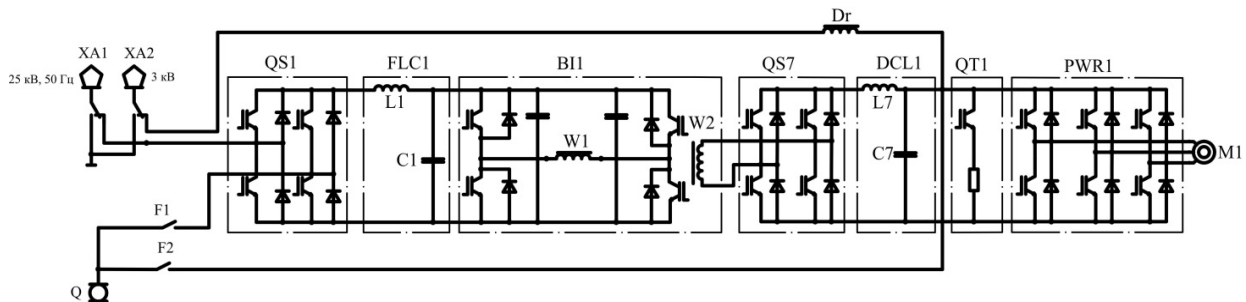 Dr
XA1 XA2
25 кВ, 50 Гц 3 кВ
QS1 FLC1 BI1 QS7 DCL1 QT1 PWR1
L1 L7
W2
W1
C1 C7
M1
F1
F2
Q